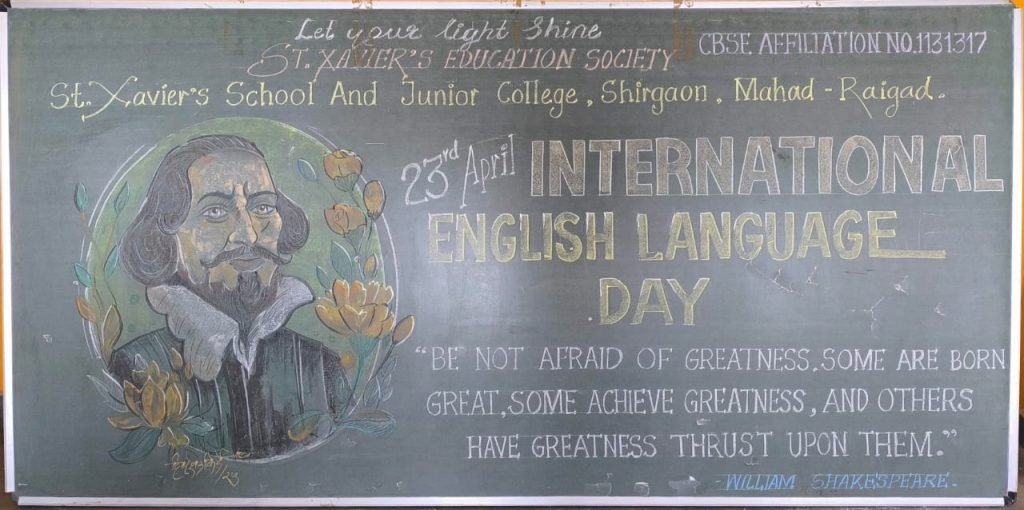 Let your light Shine
ST. XAVIER'S EDUCATION SOCIETY
CBSE AFFILIATION NO.1131317
St. Xavier's School And Junior College, Shirgaon, Mahad - Raigad.
23rd April INTERNATIONAL
ENGLISH LANGUAGE
DAY
"BE NOT AFRAID OF GREATNESS. SOME ARE BORN
GREAT, SOME ACHIEVE GREATNESS, AND OTHERS
HAVE GREATNESS THRUST UPON THEM."
- WILLIAM SHAKESPEARE -